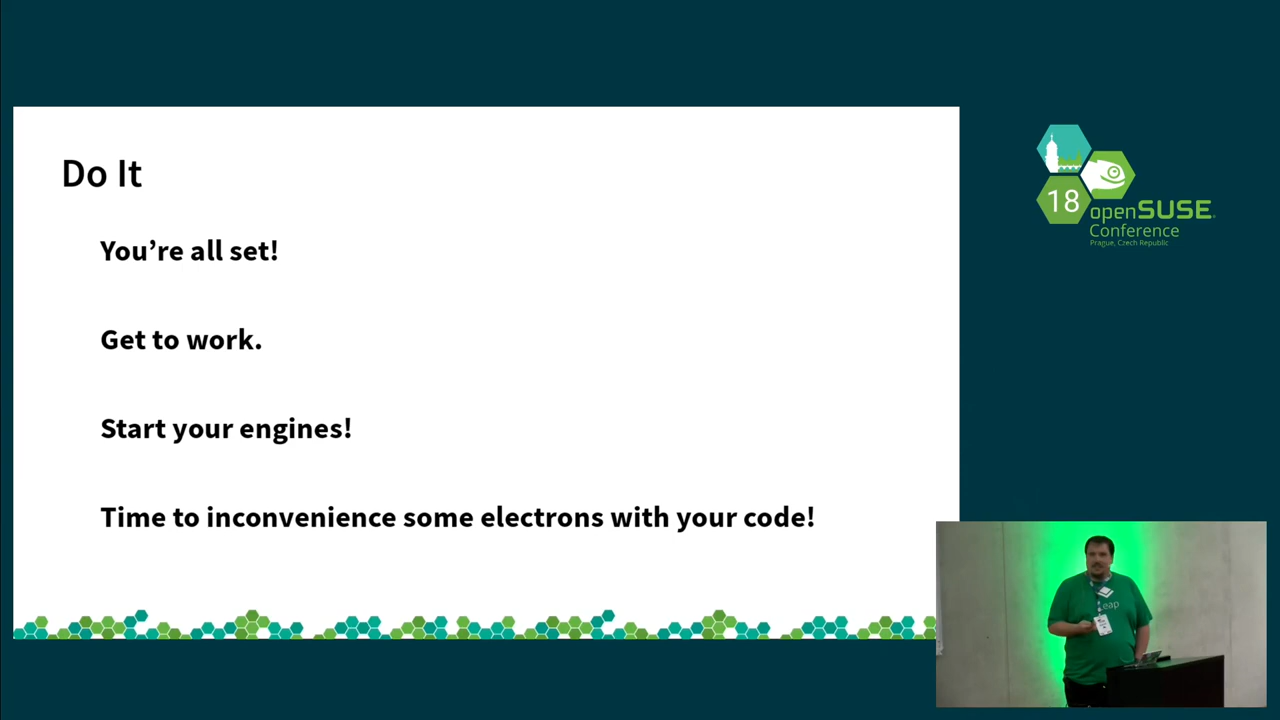 Do It
You’re all set!
Get to work.
Start your engines!
Time to inconvenience some electrons with your code!
18
openSUSE
Conference
Prague, Czech Republic
eap